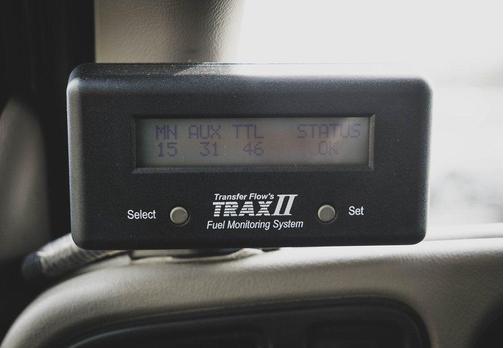 MN AUX TTL STATUS
15 31 46 OK
Transfer Flow's
TRAX II
Select Set
Fuel Monitoring System